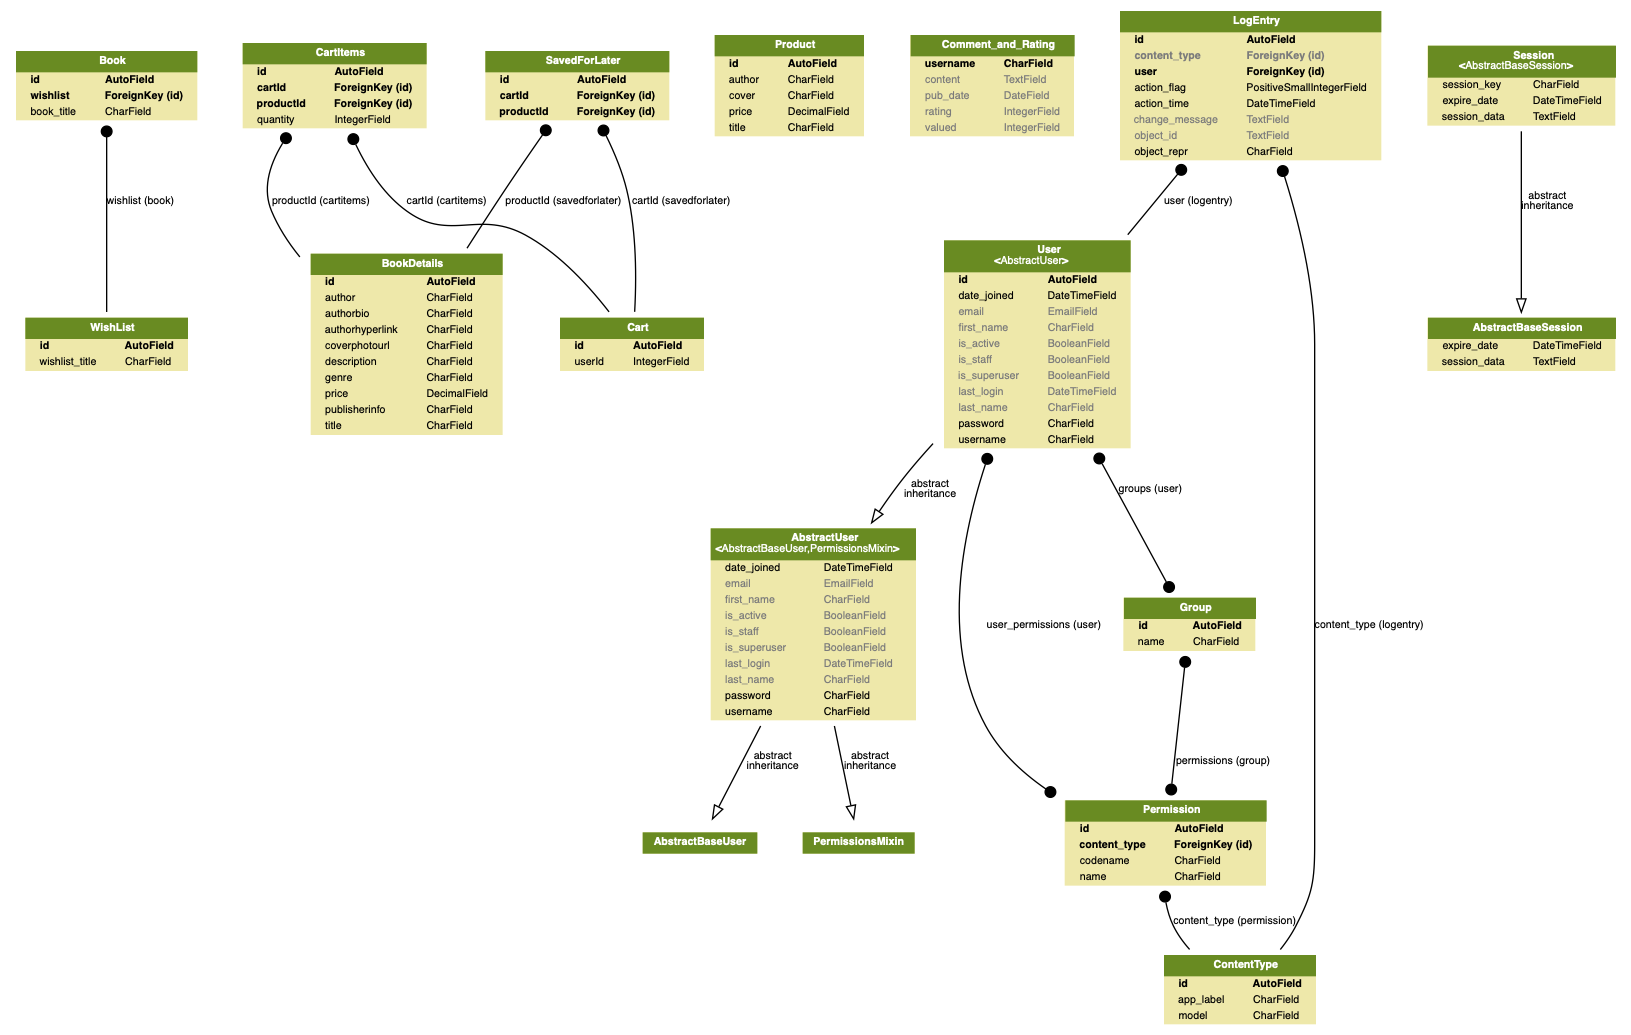 Book
id AutoField
wishlist ForeignKey (id)
book_title CharField
CartItems
id AutoField
cartId ForeignKey (id)
productId ForeignKey (id)
quantity IntegerField
SavedForLater
id AutoField
cartId ForeignKey (id)
productId ForeignKey (id)
Product
id AutoField
author CharField
cover CharField
price DecimalField
title CharField
Comment_and_Rating
username CharField
content TextField
pub_date DateField
rating IntegerField
valued IntegerField
LogEntry
id AutoField
content_type ForeignKey (id)
user ForeignKey (id)
action_flag PositiveSmallIntegerField
action_time DateTimeField
change_message TextField
object_id TextField
object_repr CharField
Session
<AbstractBaseSession>
session_key CharField
expire_date DateTimeField
session_data TextField
wishlist (book)
productId (cartitems)
cartId (cartitems)
productId (savedforlater)
cartId (savedforlater)
user (logentry)
abstract
inheritance
WishList
id AutoField
wishlist_title CharField
BookDetails
id AutoField
author CharField
authorbio CharField
authorhyperlink CharField
coverphotourl CharField
description CharField
genre CharField
price DecimalField
publisherinfo CharField
title CharField
Cart
id AutoField
userId IntegerField
User
<AbstractUser>
id AutoField
date_joined DateTimeField
email EmailField
first_name CharField
is_active BooleanField
is_staff BooleanField
is_superuser BooleanField
last_login DateTimeField
last_name CharField
password CharField
username CharField
AbstractBaseSession
expire_date DateTimeField
session_data TextField
abstract
inheritance
groups (user)
AbstractUser
<AbstractBaseUser,PermissionsMixin>
date_joined DateTimeField
email EmailField
first_name CharField
is_active BooleanField
is_staff BooleanField
is_superuser BooleanField
last_login DateTimeField
last_name CharField
password CharField
username CharField
user_permissions (user)
Group
id AutoField
name CharField
content_type (logentry)
abstract
inheritance
abstract
inheritance
permissions (group)
AbstractBaseUser
PermissionsMixin
Permission
id AutoField
content_type ForeignKey (id)
codename CharField
name CharField
content_type (permission)
ContentType
id AutoField
app_label CharField
model CharField